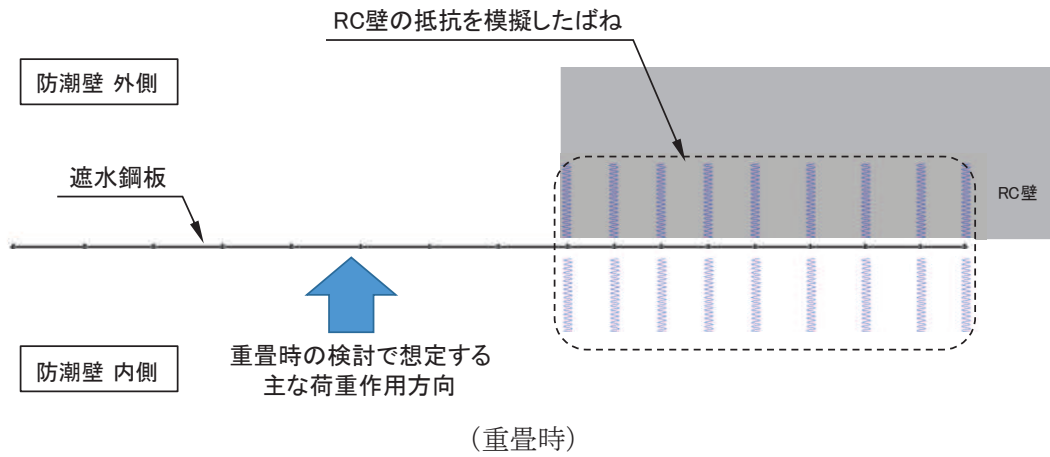 RC壁の抵抗を模擬したばね
防潮壁 外側
遮水鋼板
RC壁
重畳時の検討で想定する
主な荷重作用方向
防潮壁 内側
（重畳時）